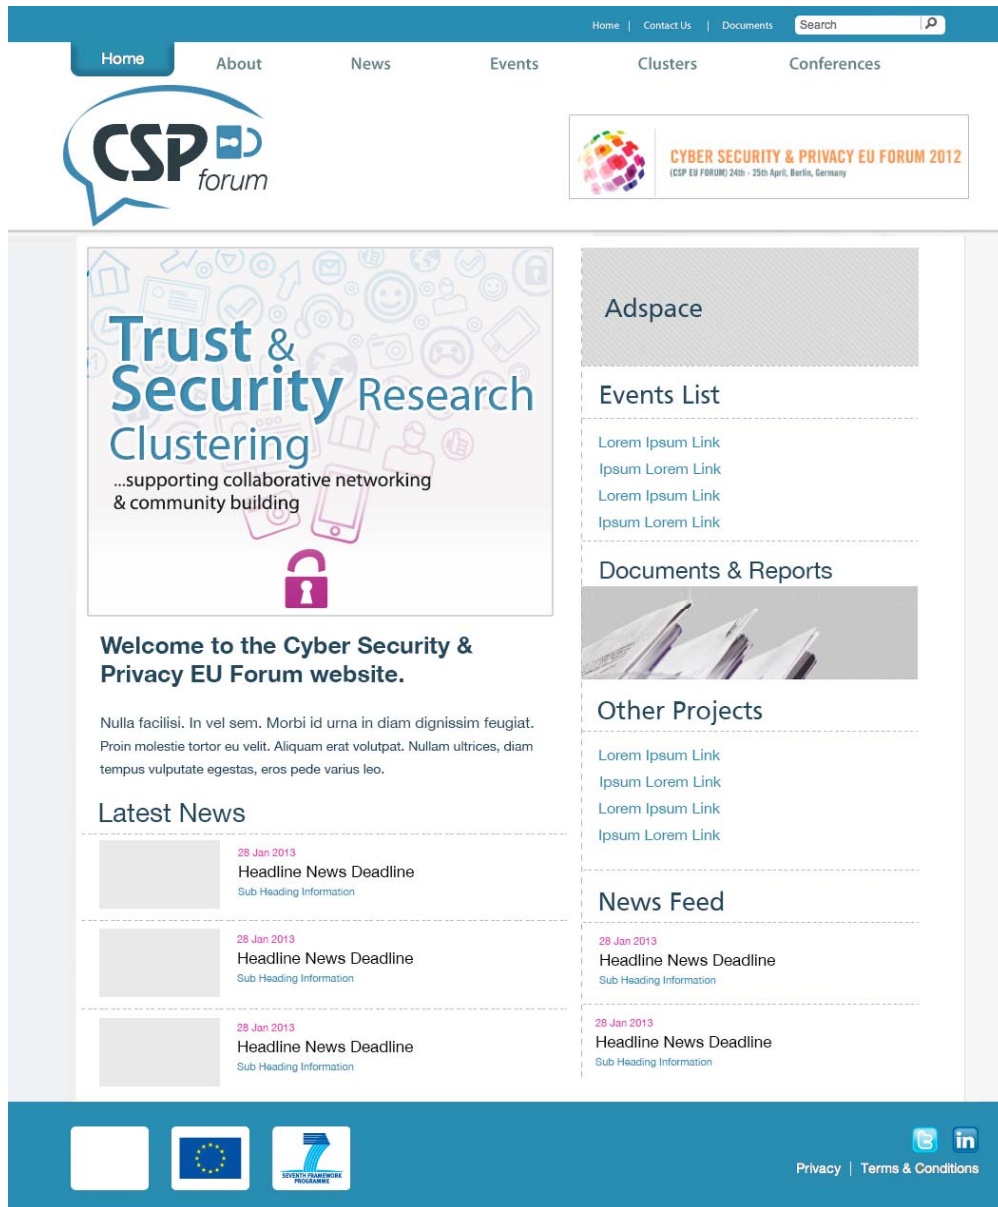 Home | Contact Us | Documents Search
Home About News Events Clusters Conferences
CSP
forum
CYBER SECURITY & PRIVACY EU FORUM 2012
(CSP EU FORUM) 24th - 25th April, Berlin, Germany
Trust &
Security Research
Clustering
...supporting collaborative networking
& community building
Welcome to the Cyber Security &
Privacy EU Forum website.
Nulla facilisi. In vel sem. Morbi id urna in diam dignissim feugiat.
Proin molestie tortor eu velit. Aliquam erat volutpat. Nullam ultrices, diam
tempus vulputate egestas, eros pede varius leo.
Latest News
28 Jan 2013
Headline News Deadline
Sub Heading Information
28 Jan 2013
Headline News Deadline
Sub Heading Information
28 Jan 2013
Headline News Deadline
Sub Heading Information
Adspace
Events List
Lorem Ipsum Link
Ipsum Lorem Link
Lorem Ipsum Link
Ipsum Lorem Link
Documents & Reports
Other Projects
Lorem Ipsum Link
Ipsum Lorem Link
Lorem Ipsum Link
Ipsum Lorem Link
News Feed
28 Jan 2013
Headline News Deadline
Sub Heading Information
28 Jan 2013
Headline News Deadline
Sub Heading Information
7
SEVENTH FRAMEWORK
PROGRAMME
t in
Privacy | Terms & Conditions